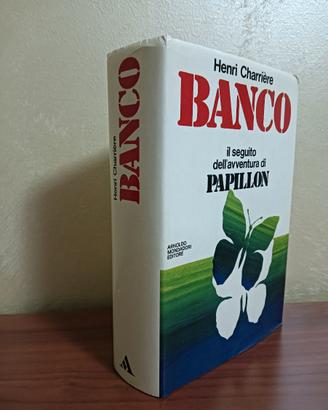 Henri Charrière
BANCO
il seguito
dell'avventura di
PAPILLON
ARNOLDO
MONDADORI
EDITORE
Henri Charrière
BANCO